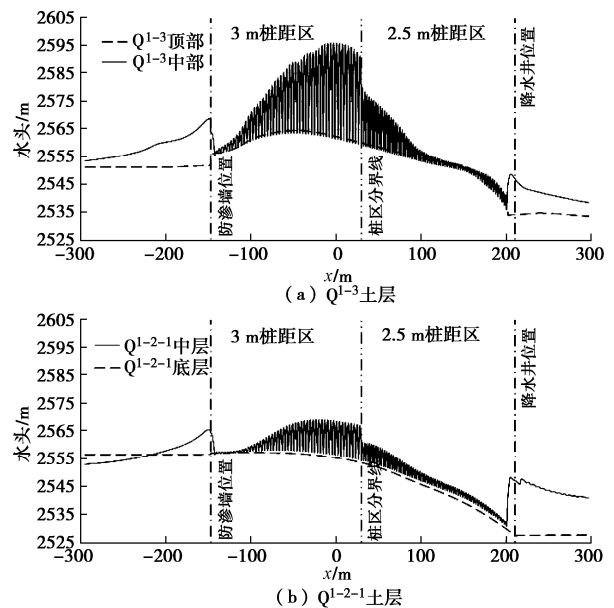 2605
2595
2585
2575
2565
2555
2545
2535
2525
水头/m
Q¹⁻³顶部
Q¹⁻³中部
3 m桩距区
2.5 m桩距区
防渗墙位置
桩区分界线
降水井位置
-300
-200
-100
0
100
200
300
x/m
(a) Q¹⁻³土层
2605
2595
2585
2575
2565
2555
2545
2535
2525
水头/m
Q¹⁻²⁻¹中层
Q¹⁻²⁻¹底层
3 m桩距区
2.5 m桩距区
防渗墙位置
桩区分界线
降水井位置
-300
-200
-100
0
100
200
300
x/m
(b) Q¹⁻²⁻¹土层